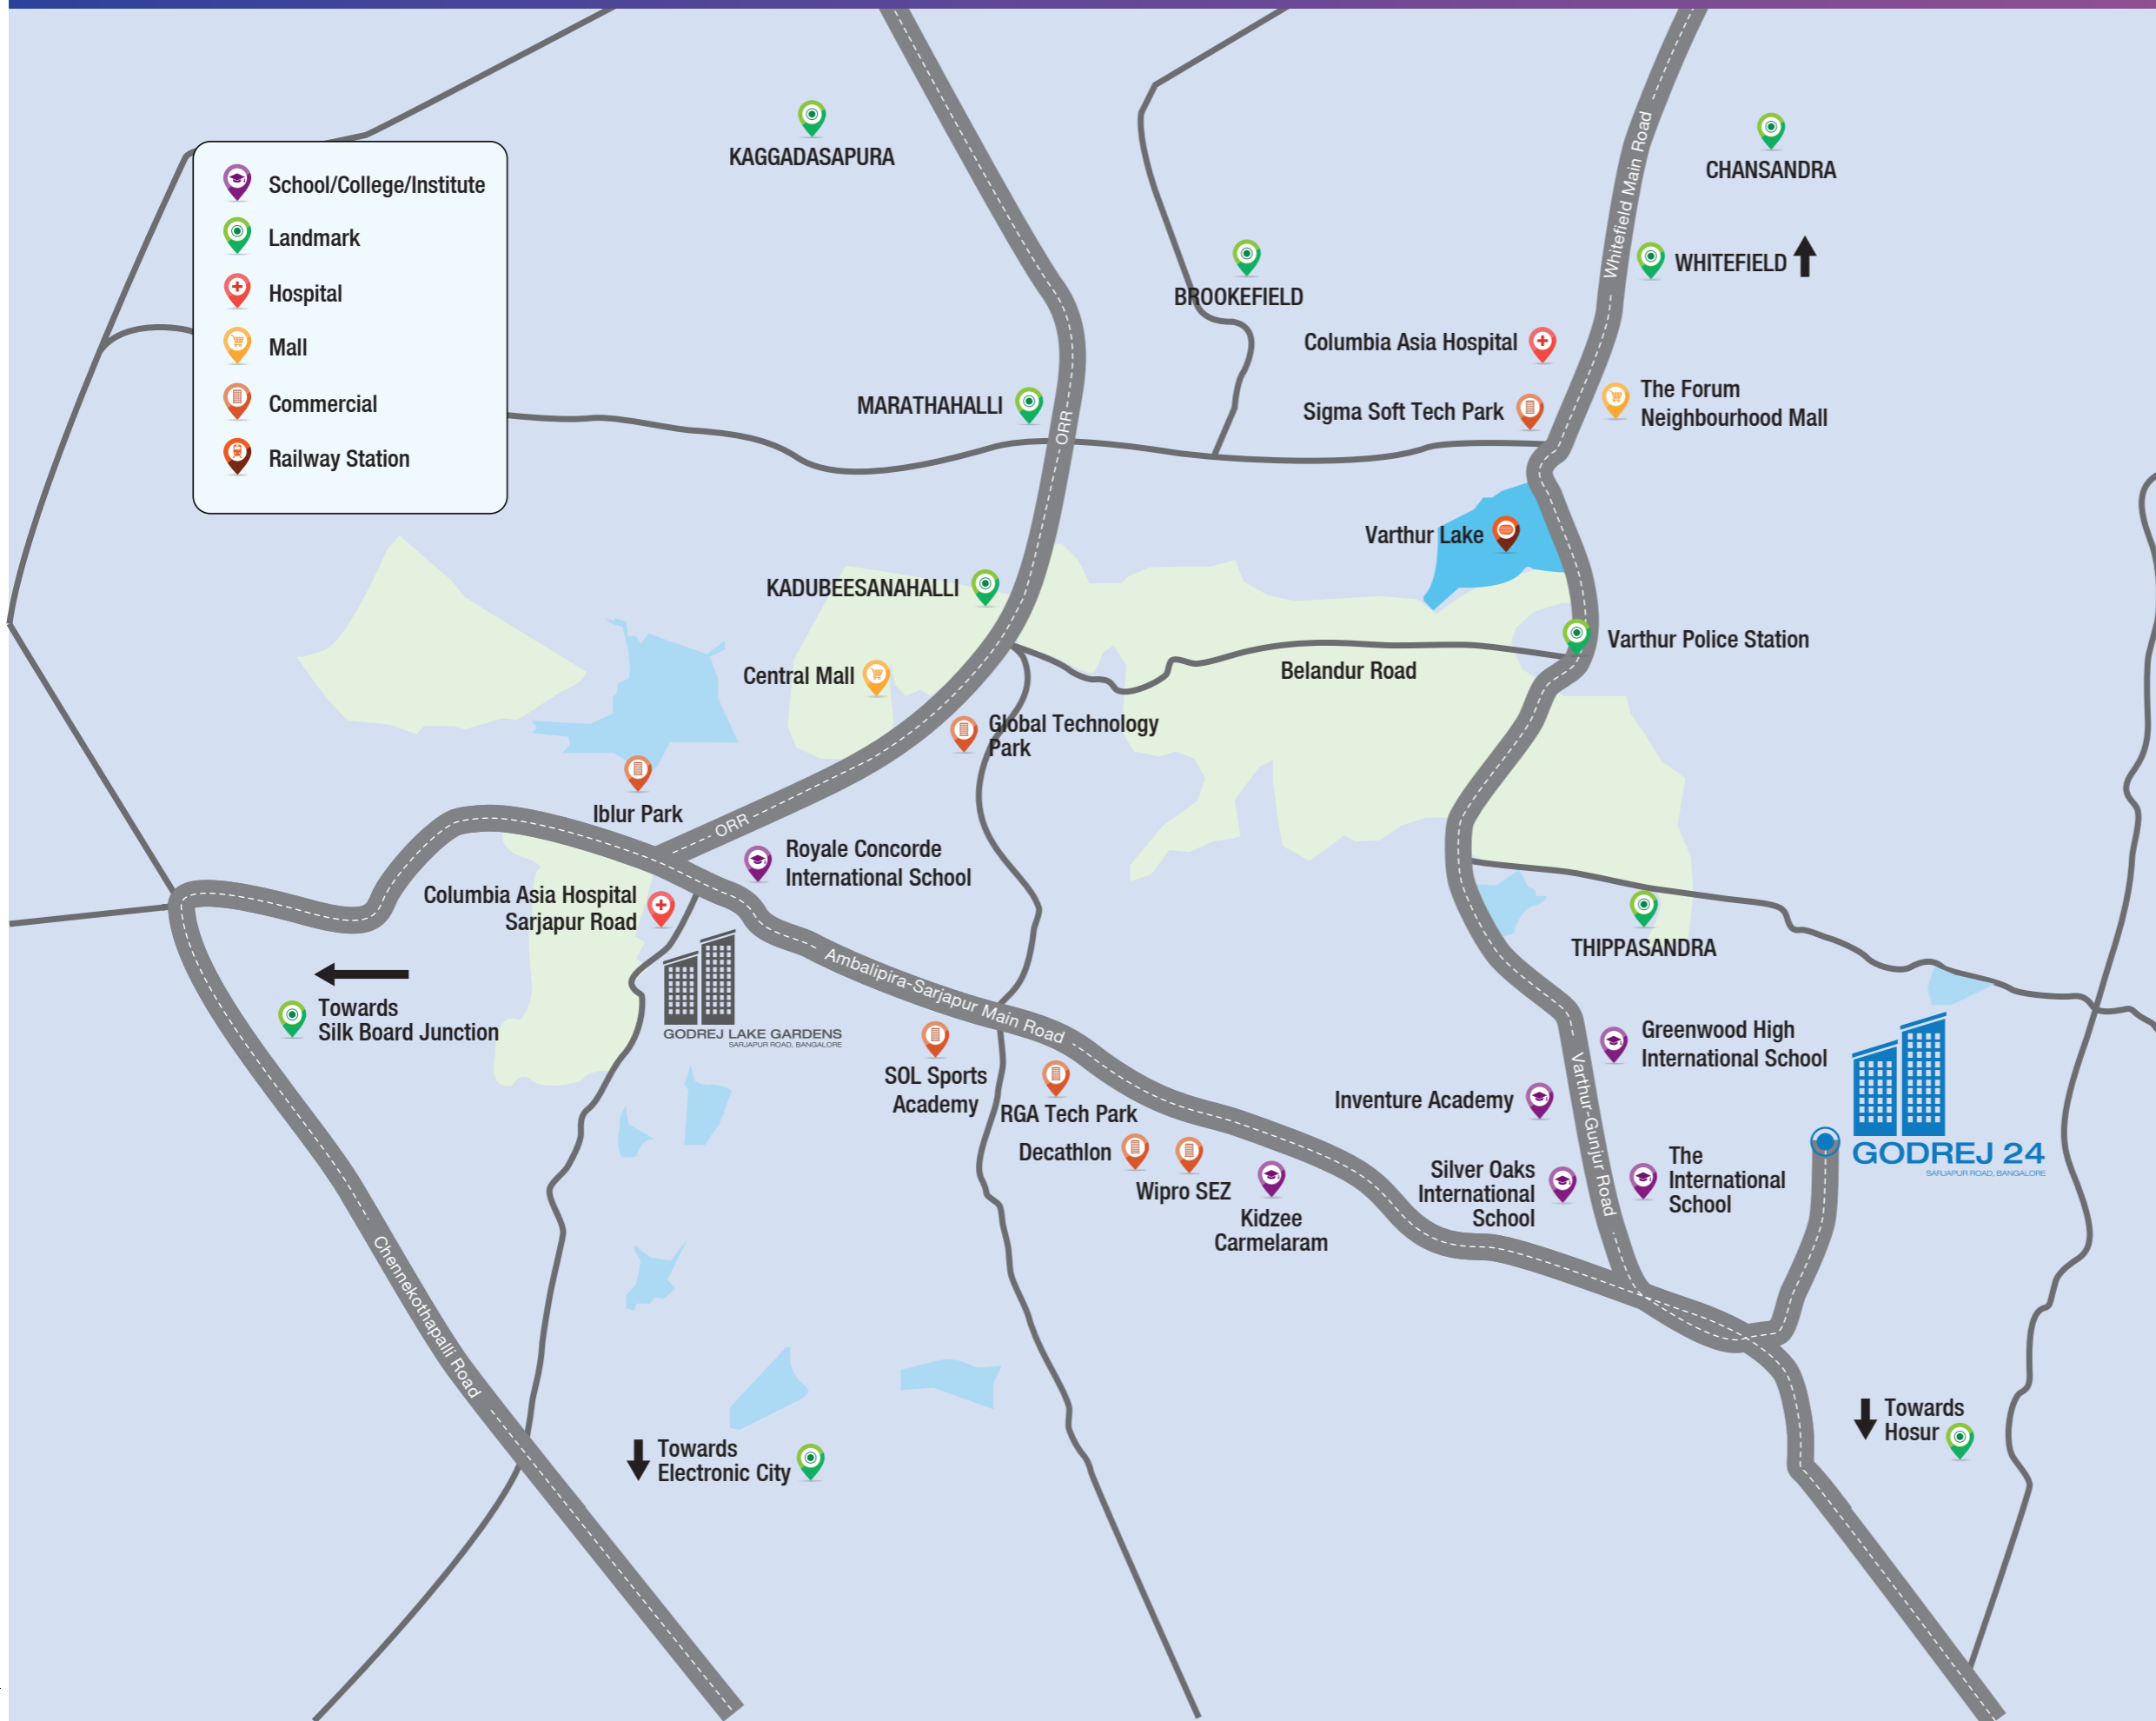 School/College/Institute
Landmark
Hospital
Mall
Commercial
Railway Station
KAGGADASAPURA
CHANSANDRA
Whitefield Main Road
WHITEFIELD
BROOKEFIELD
Columbia Asia Hospital
The Forum
Neighbourhood Mall
MARATHAHALLI
Sigma Soft Tech Park
ORR
Varthur Lake
KADUBEESANAHALLI
Varthur Police Station
Belandur Road
Central Mall
Global Technology
Park
Iblur Park
ORR
Royale Concorde
International School
Columbia Asia Hospital
Sarjapur Road
THIPPASANDRA
Ambalipira-Sarjapur Main Road
Towards
Silk Board Junction
GODREJ LAKE GARDENS
SARJAPUR ROAD, BANGALORE
Greenwood High
International School
SOL Sports
Academy
RGA Tech Park
Inventure Academy
Varthur-Gunjur Road
Decathlon
Wipro SEZ
Kidzee
Carmelaram
Silver Oaks
International
School
The
International
School
GODREJ 24
SARJAPUR ROAD, BANGALORE
Chennekothapalli Road
Towards
Electronic City
Towards
Hosur